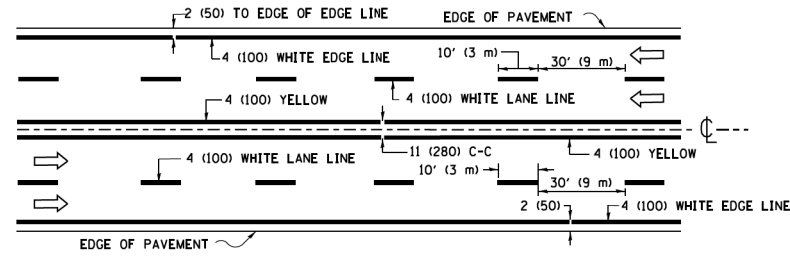 2 (50) TO EDGE OF EDGE LINE
EDGE OF PAVEMENT
4 (100) WHITE EDGE LINE
10' (3 m)
30' (9 m)
4 (100) YELLOW
4 (100) WHITE LANE LINE
CL
4 (100) WHITE LANE LINE
11 (280) C-C
4 (100) YELLOW
10' (3 m)
30' (9 m)
2 (50)
4 (100) WHITE EDGE LINE
EDGE OF PAVEMENT